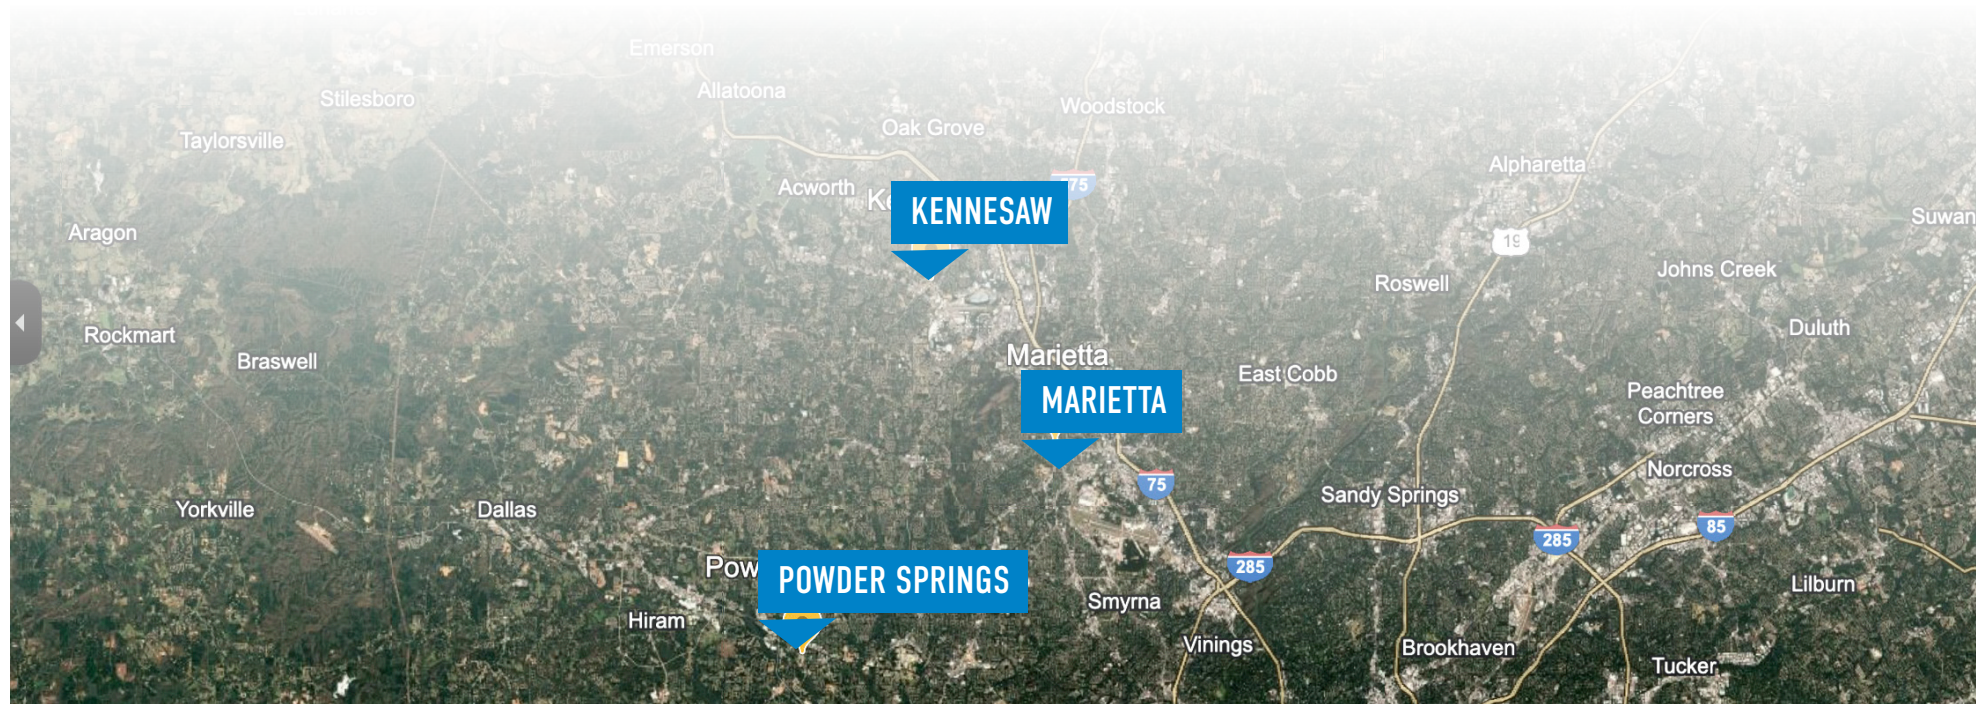 Emerson
Allatoona
Stilesboro
Woodstock
Oak Grove
Taylorsville
Alpharetta
Acworth
75
KENNESAW
Suwan
Aragon
19
Johns Creek
Roswell
Duluth
Rockmart
Marietta
Braswell
East Cobb
Peachtree
Corners
MARIETTA
Norcross
75
Sandy Springs
Yorkville
Dallas
85
285
285
Pow
POWDER SPRINGS
Lilburn
Smyrna
Hiram
Vinings
Brookhaven
Tucker